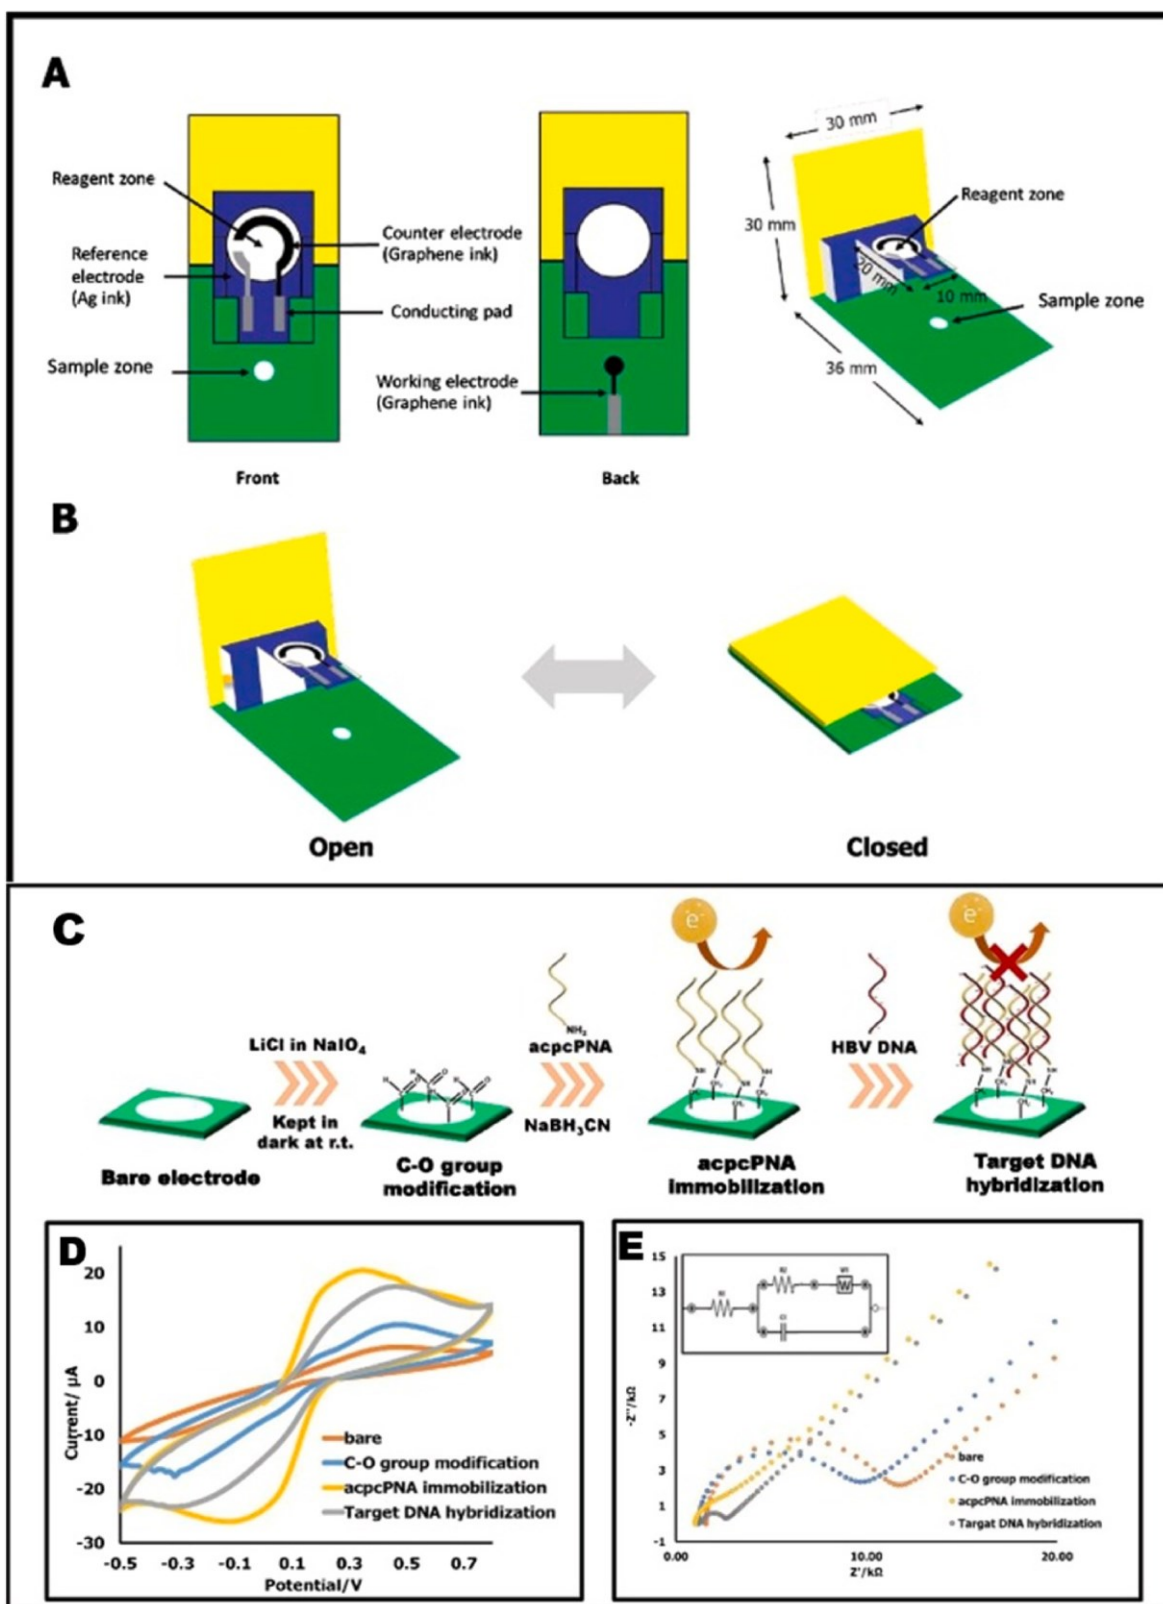 A
Reagent zone
Reference
electrode
(Ag ink)
Sample zone
Counter electrode
(Graphene ink)
Conducting pad
Working electrode
(Graphene ink)
30 mm
30 mm
Reagent zone
20 mm
10 mm
Sample zone
36 mm
Front
Back
B
Open
Closed
C
e-
e-
LiCl in NaIO4
Kept in
dark at r.t.
NH2
acpcPNA
NaBH3CN
HBV DNA
Bare electrode
C-O group
modification
acpcPNA
immobilization
Target DNA
hybridization
D
20
10
0
-10
-20
-30
Current/ µA
-0.5 -0.3 -0.1 0.1 0.3 0.5 0.7
Potential/V
bare
C-O group modification
acpcPNA immobilization
Target DNA hybridization
E
15
13
11
9
7
5
3
1
-1
-Z''/kΩ
0.00 10.00 20.00
Z'/kΩ
bare
C-O group modification
acpcPNA immobilization
Targat DNA hybridization